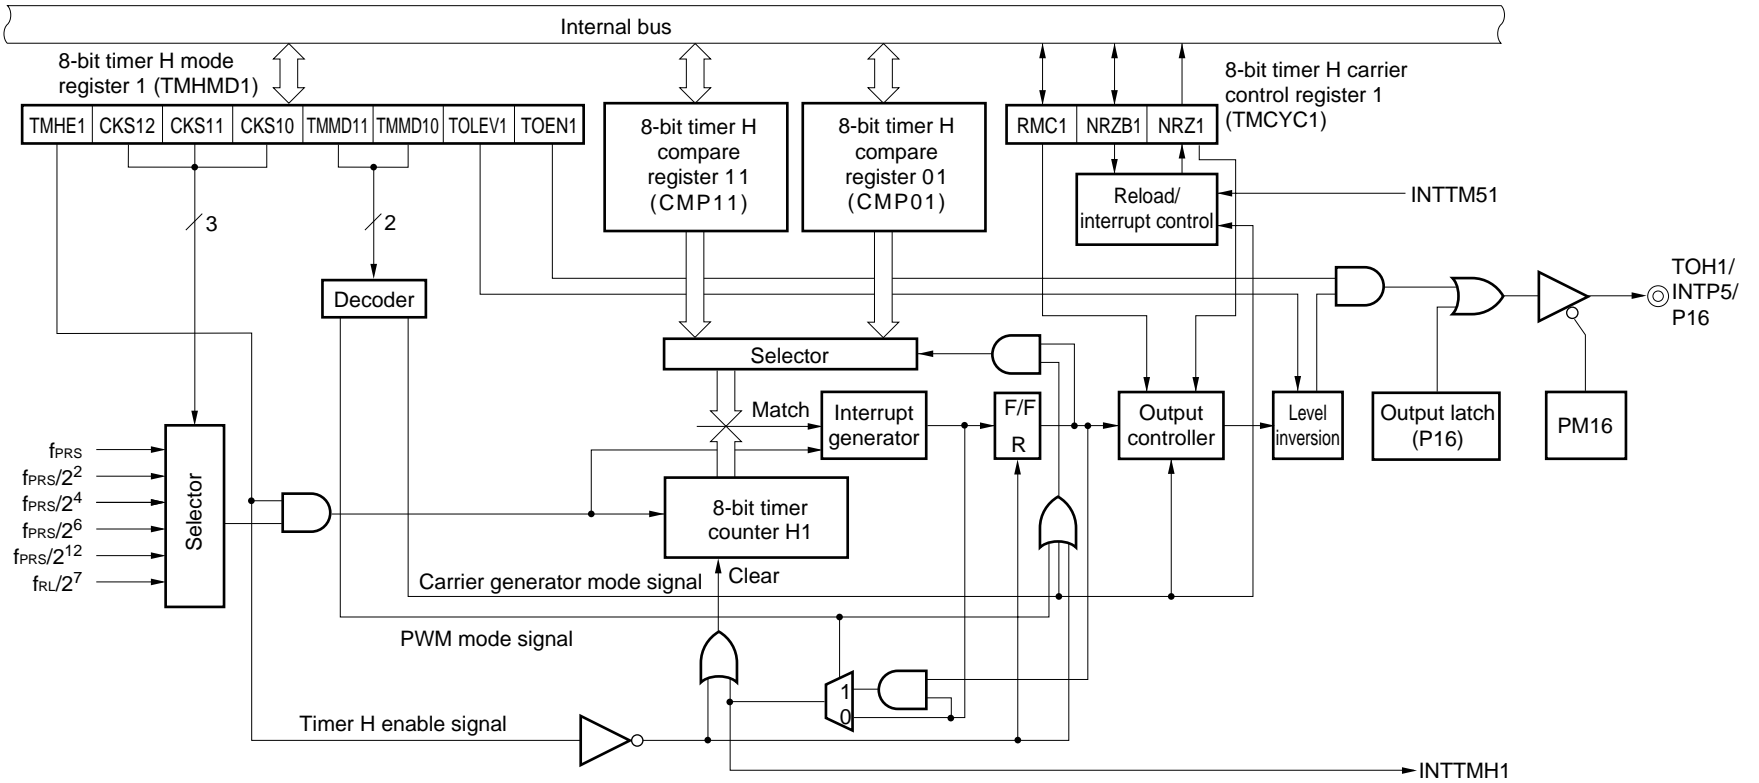 Internal bus
8-bit timer H mode
register 1 (TMHMD1)
8-bit timer H carrier
control register 1
(TMCYC1)
TMHE1 CKS12 CKS11 CKS10 TMMD11 TMMD10 TOLEV1 TOEN1
8-bit timer H
compare
register 11
(CMP11)
8-bit timer H
compare
register 01
(CMP01)
RMC1 NRZB1 NRZ1
Reload/
interrupt control
INTTM51
3
2
Decoder
TOH1/
INTP5/
P16
Selector
Match
Interrupt
generator
F/F
R
Output
controller
Level
inversion
Output latch
(P16)
PM16
fPRS
fPRS/2²
fPRS/2⁴
fPRS/2⁶
fPRS/2¹²
fRL/2⁷
Selector
8-bit timer
counter H1
Carrier generator mode signal
Clear
PWM mode signal
1
0
Timer H enable signal
INTTMH1